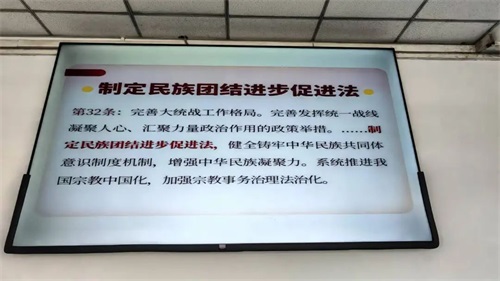 制定民族团结进步促进法
第32条：完善大统战工作格局。完善发挥统一战线
凝聚人心、汇聚力量政治作用的政策举措。……制
定民族团结进步促进法，健全铸牢中华民族共同体
意识制度机制，增强中华民族凝聚力。系统推进我
国宗教中国化，加强宗教事务治理法治化。